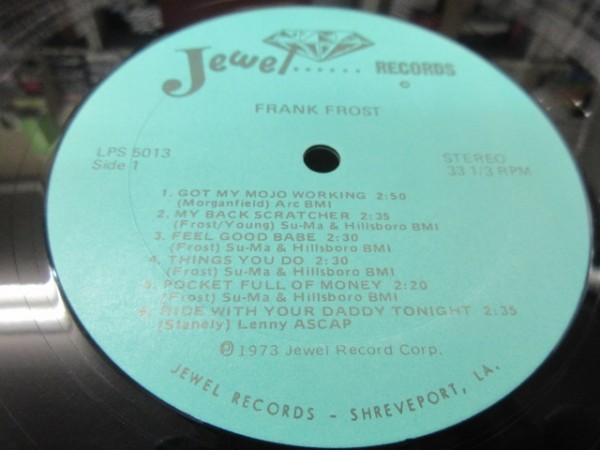 Jewel....... RECORDS
©
FRANK FROST
LPS 5013
Side 1
STEREO
33 1/3 RPM
1. GOT MY MOJO WORKING 2:50
(Morganfield) Arc BMI
2. MY BACK SCRATCHER 2:35
(Frost/Young) Su-Ma & Hillsboro BMI
3. FEEL GOOD BABE 2:30
(Frost) Su-Ma & Hillsboro BMI
4. THINGS YOU DO 2:30
(Frost) Su-Ma & Hillsboro BMI
5. POCKET FULL OF MONEY 2:20
(Frost) Su-Ma & Hillsboro BMI
6. RIDE WITH YOUR DADDY TONIGHT 2:35
(Stanely) Lenny ASCAP
℗ 1973 Jewel Record Corp.
JEWEL RECORDS - SHREVEPORT, LA.